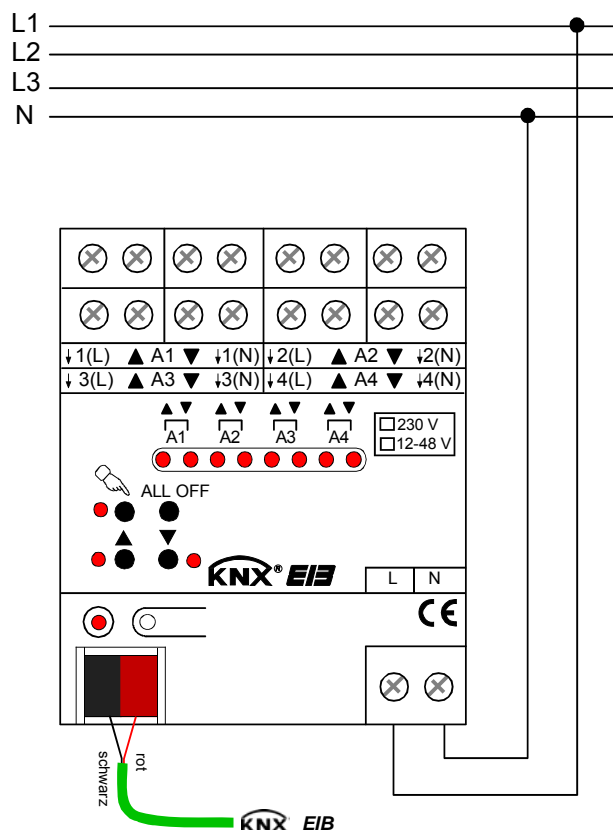 L1
L2
L3
N
↓1(L) ▲ A1 ▼ ↓1(N) ↓2(L) ▲ A2 ▼ ↓2(N)
↓3(L) ▲ A3 ▼ ↓3(N) ↓4(L) ▲ A4 ▼ ↓4(N)
▲▼ ▲▼ ▲▼ ▲▼
A1 A2 A3 A4
230 V
12-48 V
ALL OFF
▲ ▼
KNX® EIB
L N
CE
rot
schwarz
KNX EIB